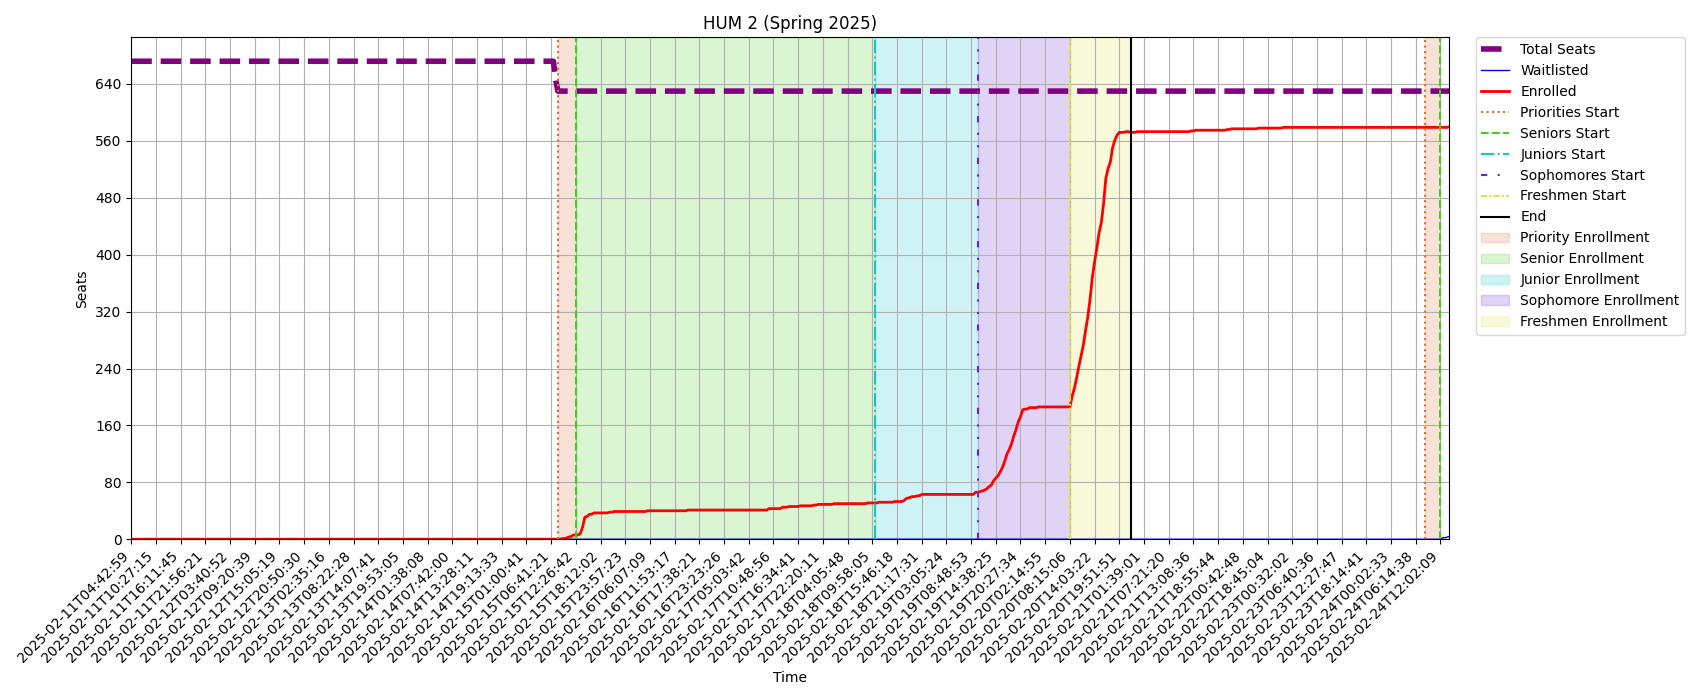 HUM 2 (Spring 2025)
Seats
640
560
480
400
320
240
160
80
0
2025-02-11T04:42:59
2025-02-11T10:27:15
2025-02-11T16:11:45
2025-02-11T21:56:21
2025-02-12T03:40:52
2025-02-12T09:20:39
2025-02-12T15:05:19
2025-02-12T20:50:30
2025-02-13T02:35:16
2025-02-13T08:22:28
2025-02-13T14:07:41
2025-02-13T19:53:05
2025-02-14T01:38:08
2025-02-14T07:42:00
2025-02-14T13:28:11
2025-02-14T19:13:33
2025-02-15T01:00:41
2025-02-15T06:41:21
2025-02-15T12:26:42
2025-02-15T18:12:02
2025-02-15T23:57:23
2025-02-16T06:07:09
2025-02-16T11:53:17
2025-02-16T17:38:21
2025-02-16T23:23:26
2025-02-17T05:03:42
2025-02-17T10:48:56
2025-02-17T16:34:41
2025-02-17T22:20:11
2025-02-18T04:05:48
2025-02-18T09:58:05
2025-02-18T15:46:18
2025-02-18T21:17:31
2025-02-19T03:05:24
2025-02-19T08:48:53
2025-02-19T14:38:25
2025-02-19T20:27:34
2025-02-20T02:14:55
2025-02-20T08:15:06
2025-02-20T14:03:22
2025-02-20T19:51:51
2025-02-21T01:39:01
2025-02-21T07:21:20
2025-02-21T13:08:36
2025-02-21T18:55:44
2025-02-22T00:42:48
2025-02-22T18:45:04
2025-02-23T00:32:02
2025-02-23T06:40:36
2025-02-23T12:27:47
2025-02-23T18:14:41
2025-02-24T00:02:33
2025-02-24T06:14:38
2025-02-24T12:02:09
Time
Total Seats
Waitlisted
Enrolled
Priorities Start
Seniors Start
Juniors Start
Sophomores Start
Freshmen Start
End
Priority Enrollment
Senior Enrollment
Junior Enrollment
Sophomore Enrollment
Freshmen Enrollment